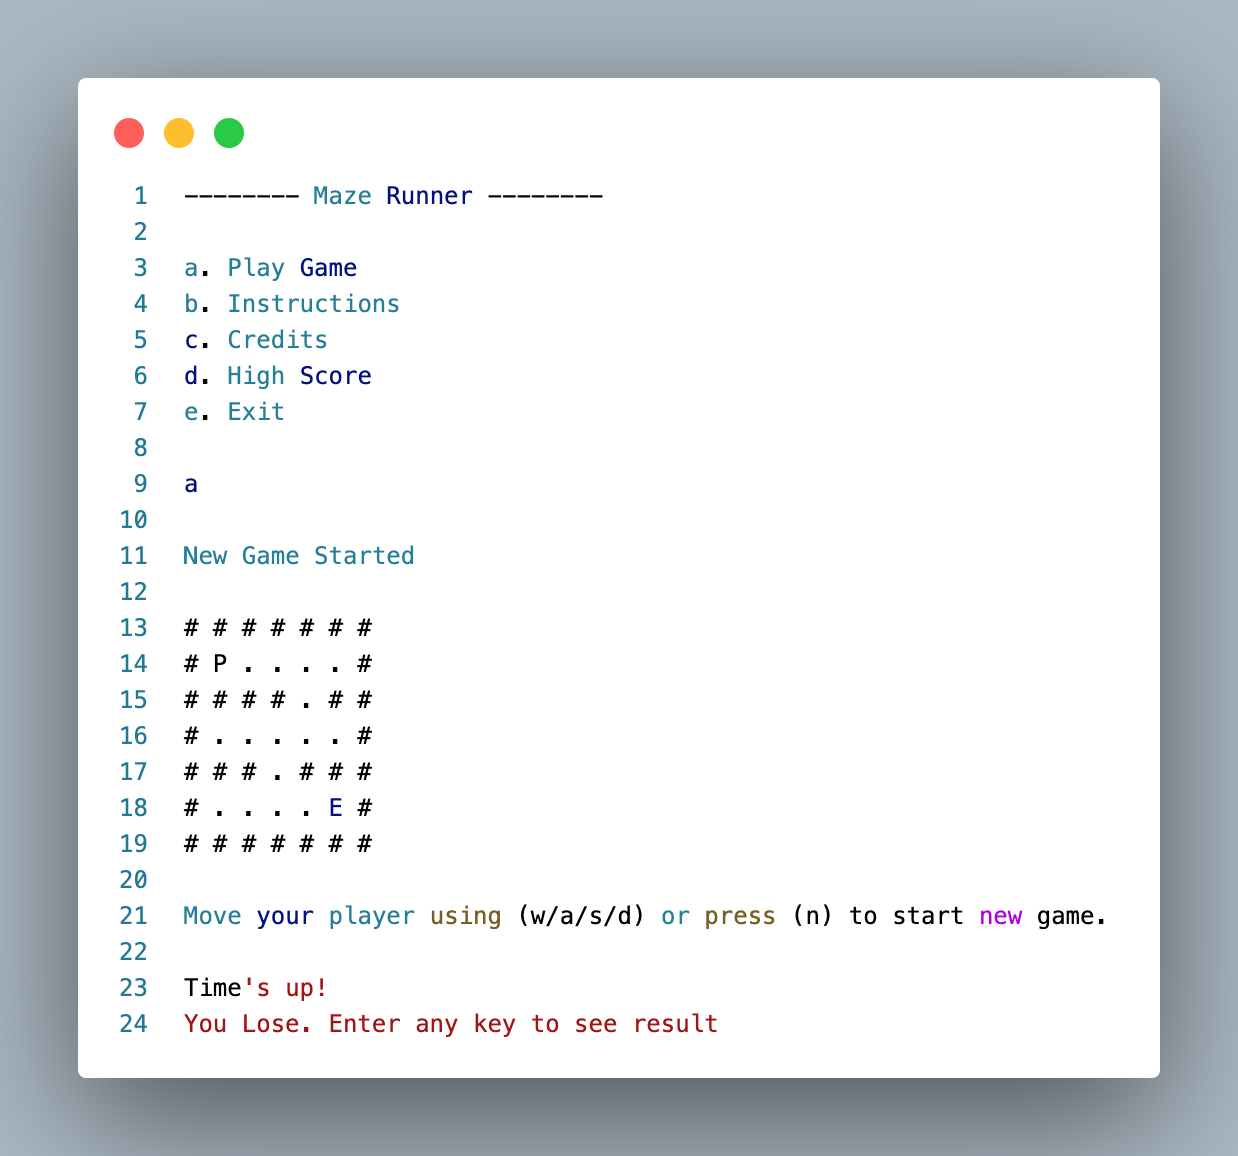 1 -------- Maze Runner --------
2
3 a. Play Game
4 b. Instructions
5 c. Credits
6 d. High Score
7 e. Exit
8
9 a
10
11 New Game Started
12
13 # # # # # # #
14 # P . . . . #
15 # # # # . # #
16 # . . . . . #
17 # # # . # # #
18 # . . . . E #
19 # # # # # # #
20
21 Move your player using (w/a/s/d) or press (n) to start new game.
22
23 Time's up!
24 You Lose. Enter any key to see result